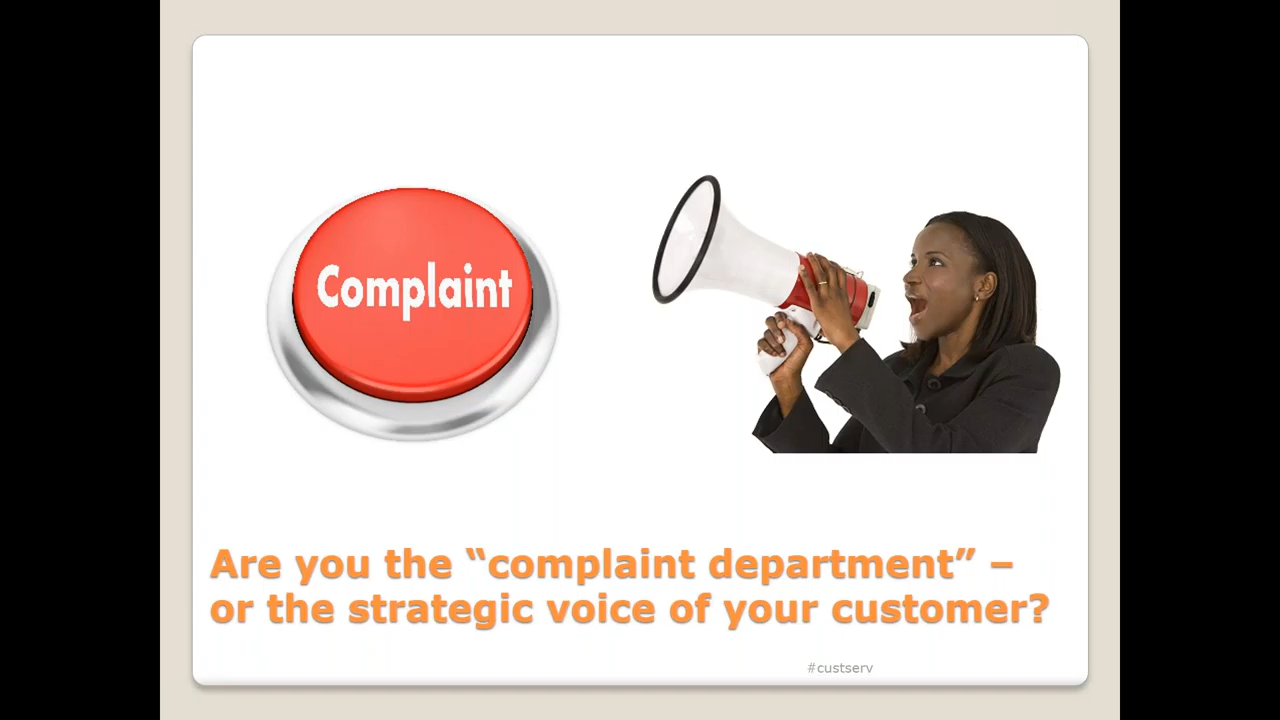 Complaint
Are you the “complaint department” –
or the strategic voice of your customer?
#custserv